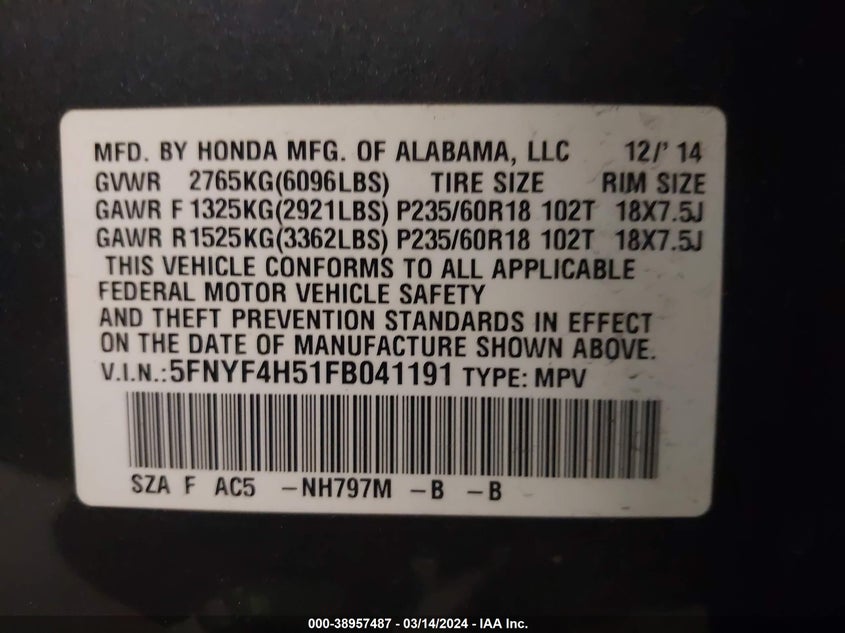 MFD. BY HONDA MFG. OF ALABAMA, LLC 12/' 14
GVWR 2765KG(6096LBS) TIRE SIZE RIM SIZE
GAWR F 1325KG(2921LBS) P235/60R18 102T 18X7.5J
GAWR R1525KG(3362LBS) P235/60R18 102T 18X7.5J
THIS VEHICLE CONFORMS TO ALL APPLICABLE
FEDERAL MOTOR VEHICLE SAFETY
AND THEFT PREVENTION STANDARDS IN EFFECT
ON THE DATE OF MANUFACTURE SHOWN ABOVE.
V.I.N.:5FNYF4H51FB041191 TYPE: MPV
SZA F AC5 -NH797M -B -B
000-38957487 - 03/14/2024 - IAA Inc.